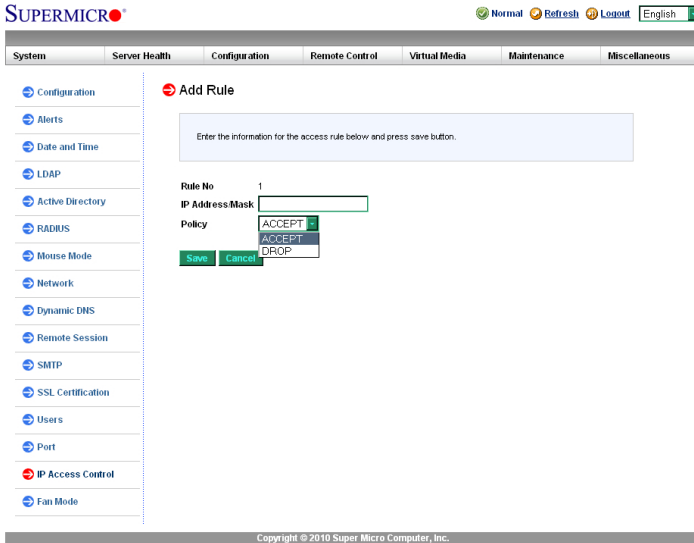 SUPERMICR
Normal Refresh Logout English
System Server Health Configuration Remote Control Virtual Media Maintenance Miscellaneous
Configuration
Alerts
Date and Time
LDAP
Active Directory
RADIUS
Mouse Mode
Network
Dynamic DNS
Remote Session
SMTP
SSL Certification
Users
Port
IP Access Control
Fan Mode
Add Rule
Enter the information for the access rule below and press save button.
Rule No 1
IP Address/Mask
Policy ACCEPT
ACCEPT
DROP
Save Cancel
Copyright © 2010 Super Micro Computer, Inc.